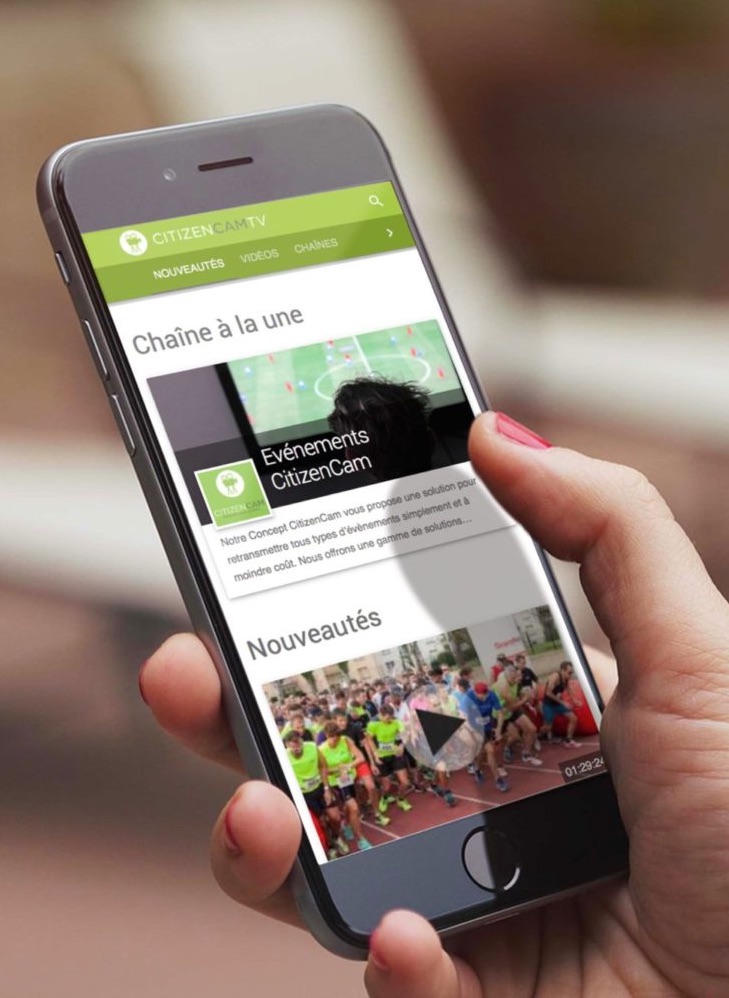 CITIZENCAMTV
NOUVEAUTÉS VIDÉOS CHAÎNES
Chaîne à la une
Evénements
CitizenCam
CITIZENCAM
Notre Concept CitizenCam vous propose une solution pour
retransmettre tous types d'évènements simplement et à
moindre coût. Nous offrons une gamme de solutions...
Nouveautés
01:29:24